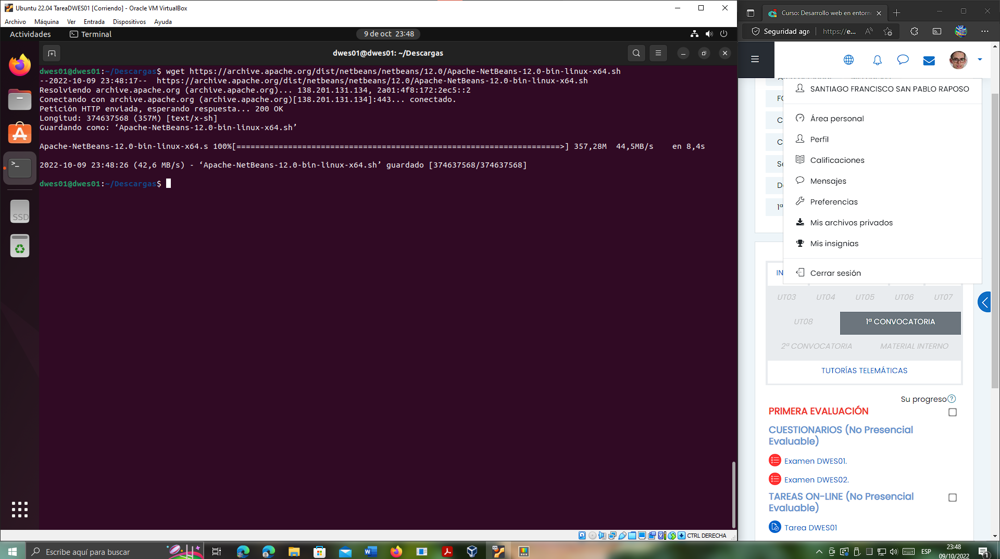 Ubuntu 22.04 TareaDWES01 [Corriendo] - Oracle VM VirtualBox
Archivo Máquina Ver Entrada Dispositivos Ayuda
Actividades Terminal 9 de oct 23:48
dwes01@dwes01: ~/Descargas
dwes01@dwes01:~/Descargas$ wget https://archive.apache.org/dist/netbeans/netbeans/12.0/Apache-NetBeans-12.0-bin-linux-x64.sh
--2022-10-09 23:48:17-- https://archive.apache.org/dist/netbeans/netbeans/12.0/Apache-NetBeans-12.0-bin-linux-x64.sh
Resolviendo archive.apache.org (archive.apache.org)... 138.201.131.134, 2a01:4f8:172:2ec5::2
Conectando con archive.apache.org (archive.apache.org)[138.201.131.134]:443... conectado.
Petición HTTP enviada, esperando respuesta... 200 OK
Longitud: 374637568 (357M) [text/x-sh]
Guardando como: ‘Apache-NetBeans-12.0-bin-linux-x64.sh’
Apache-NetBeans-12.0-bin-linux-x64.s 100%[=====================================================================>] 357,28M 44,5MB/s en 8,4s
2022-10-09 23:48:26 (42,6 MB/s) - ‘Apache-NetBeans-12.0-bin-linux-x64.sh’ guardado [374637568/374637568]
dwes01@dwes01:~/Descargas$
SSD
CTRL DERECHA
Curso: Desarrollo web en entorn
Seguridad agr https://e...
SANTIAGO FRANCISCO SAN PABLO RAPOSO
Área personal
Perfil
Calificaciones
Mensajes
Preferencias
Mis archivos privados
Mis insignias
Cerrar sesión
FO
C
C
Se
D
1ª
IN
UT03 UT04 UT05 UT06 UT07
UT08 1ª CONVOCATORIA
2ª CONVOCATORIA MATERIAL INTERNO
TUTORÍAS TELEMÁTICAS
Su progreso
PRIMERA EVALUACIÓN
CUESTIONARIOS (No Presencial
Evaluable)
Examen DWES01.
Examen DWES02.
TAREAS ON-LINE (No Presencial
Evaluable)
Tarea DWES01
Escribe aquí para buscar
ESP
23:48
09/10/2022
1